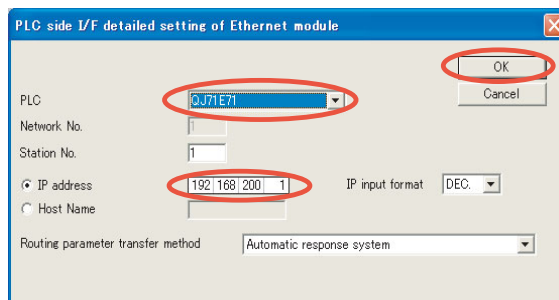 PLC side I/F detailed setting of Ethernet module
OK
Cancel
PLC QJ71E71
Network No. 1
Station No. 1
IP address 192 168 200 1 IP input format DEC.
Host Name
Routing parameter transfer method Automatic response system